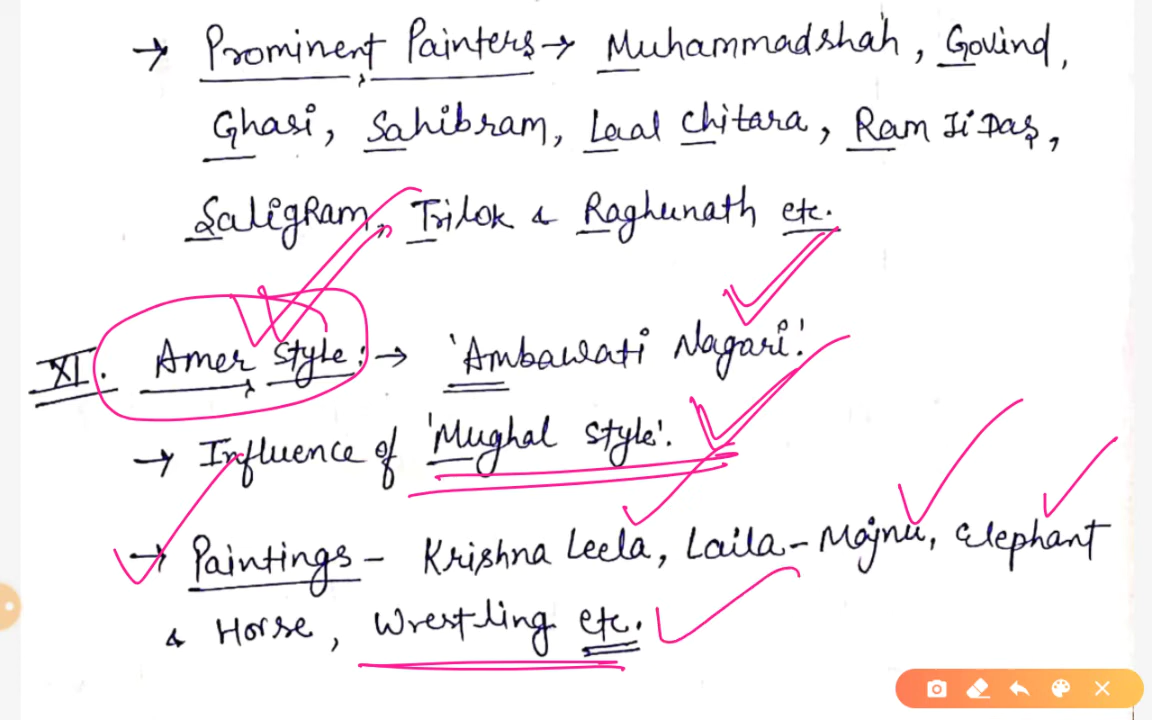 → Prominent Painters → Muhammadshah, Govind,
Ghasi, Sahibram, Laal Chitara, Ram Ji Das,
SaligRam, Trilok & Raghunath etc.
XI. Amer Style: → 'Ambawati Nagari'.
→ Influence of 'Mughal Style'.
→ Paintings - Krishna Leela, Laila-Majnu, Elephant
& Horse, Wrestling etc.